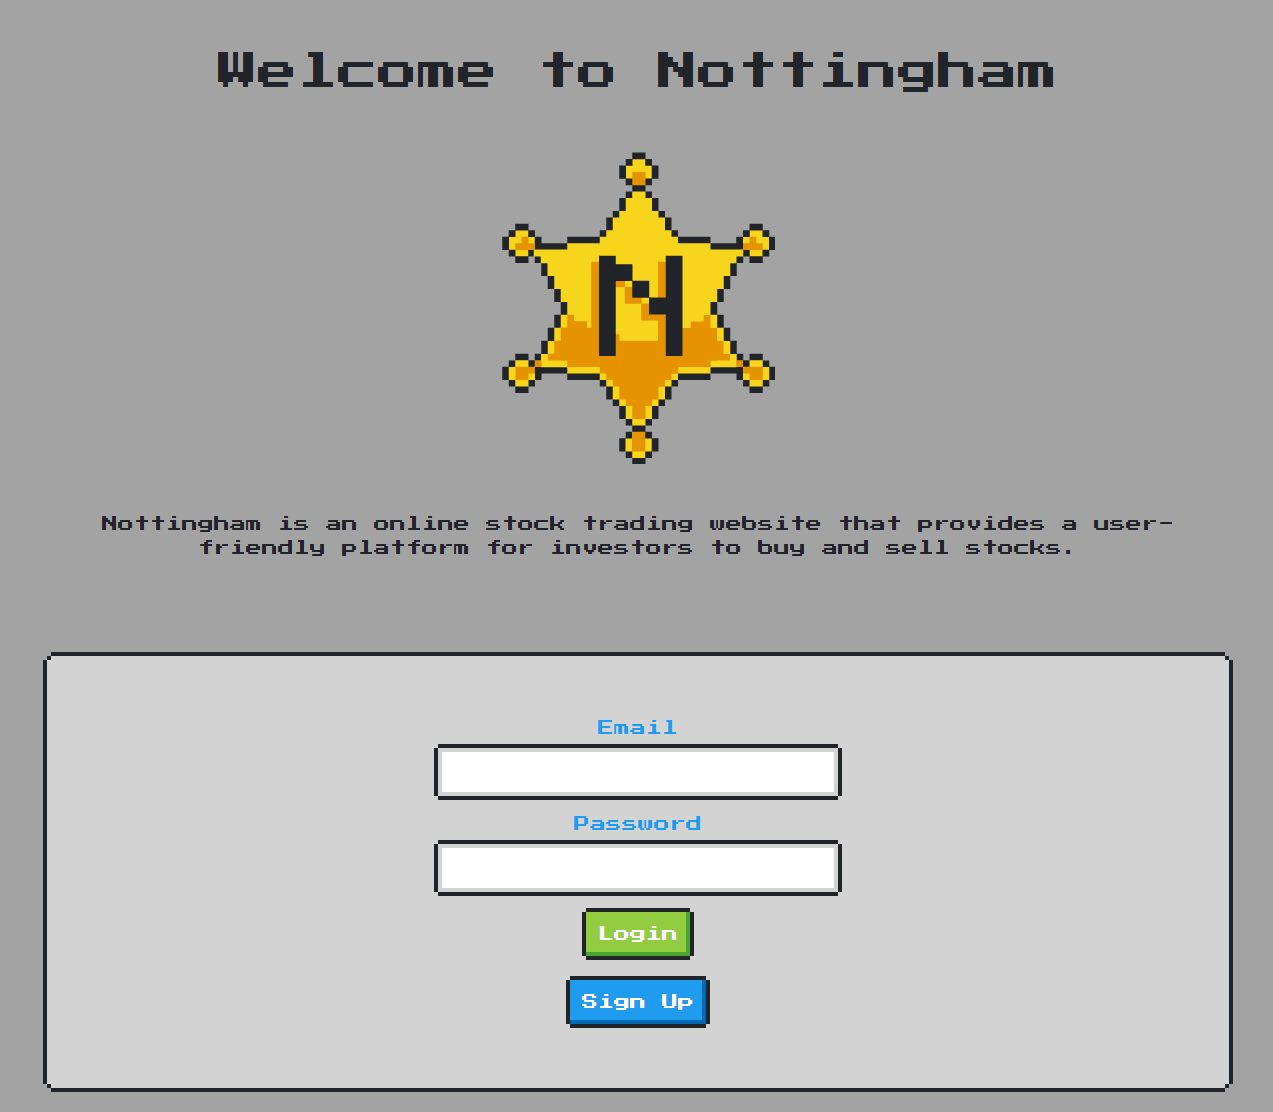 Welcome to Nottingham
N
Nottingham is an online stock trading website that provides a user-
friendly platform for investors to buy and sell stocks.
Email
Password
Login
Sign Up